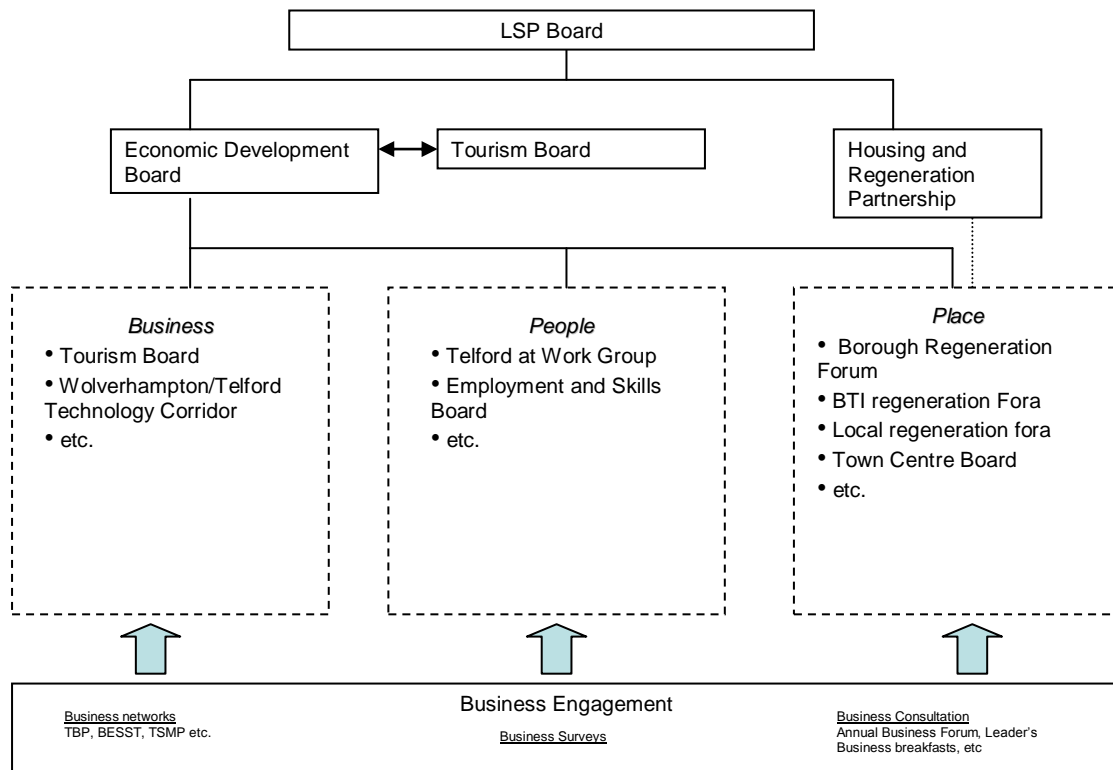 LSP Board
Economic Development
Board
Tourism Board
Housing and
Regeneration
Partnership
Business
• Tourism Board
• Wolverhampton/Telford
Technology Corridor
• etc.
People
• Telford at Work Group
• Employment and Skills
Board
• etc.
Place
• Borough Regeneration
Forum
• BTI regeneration Fora
• Local regeneration fora
• Town Centre Board
• etc.
Business Engagement
Business networks
TBP, BESST, TSMP etc.
Business Surveys
Business Consultation
Annual Business Forum, Leader's
Business breakfasts, etc